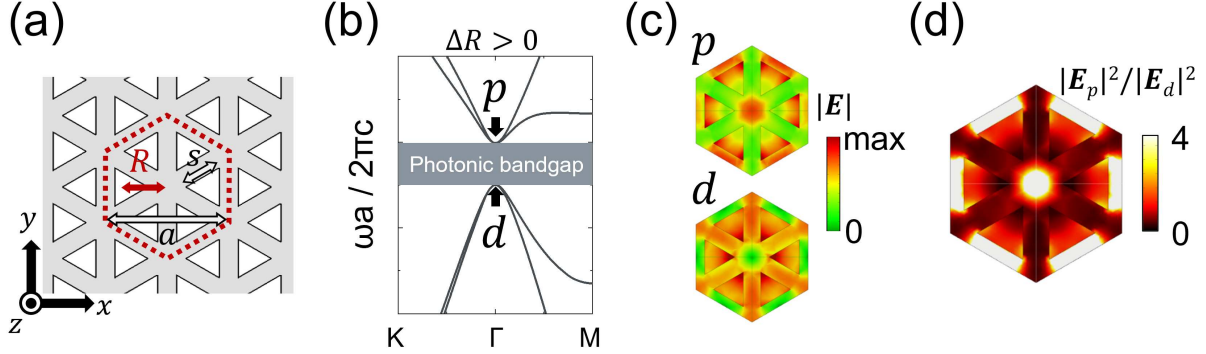 (a)
R
s
a
y
x
z
(b)
ΔR > 0
ωa / 2πc
p
Photonic bandgap
d
K
Γ
M
(c)
p
d
|E|
max
0
(d)
|E_p|²/|E_d|²
4
0